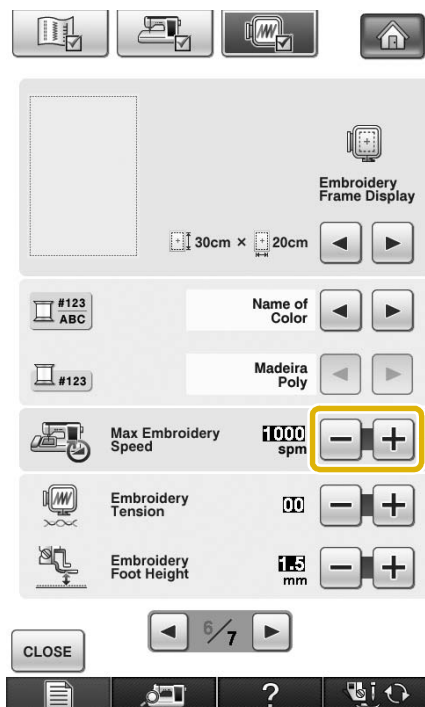 Embroidery
Frame Display
30cm × 20cm
#123
ABC
Name of
Color
#123
Madeira
Poly
Max Embroidery
Speed
1000
spm
Embroidery
Tension
00
Embroidery
Foot Height
1.5
mm
CLOSE
6/7
?